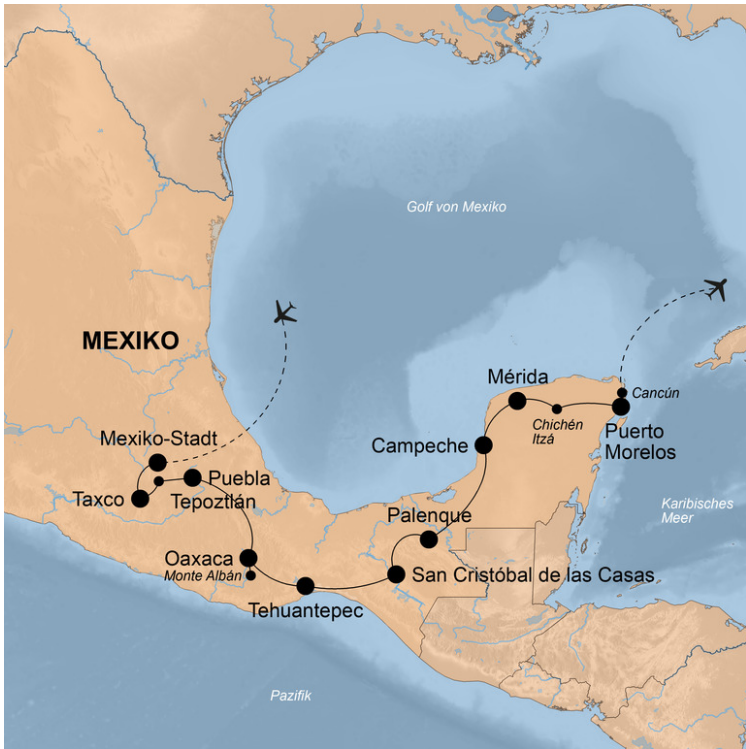 Golf von Mexiko
MEXIKO
Mérida
Cancún
Chichén
Itzá
Puerto
Morelos
Campeche
Mexiko-Stadt
Puebla
Taxco
Tepoztlán
Karibisches
Meer
Palenque
Oaxaca
Monte Albán
San Cristóbal de las Casas
Tehuantepec
Pazifik